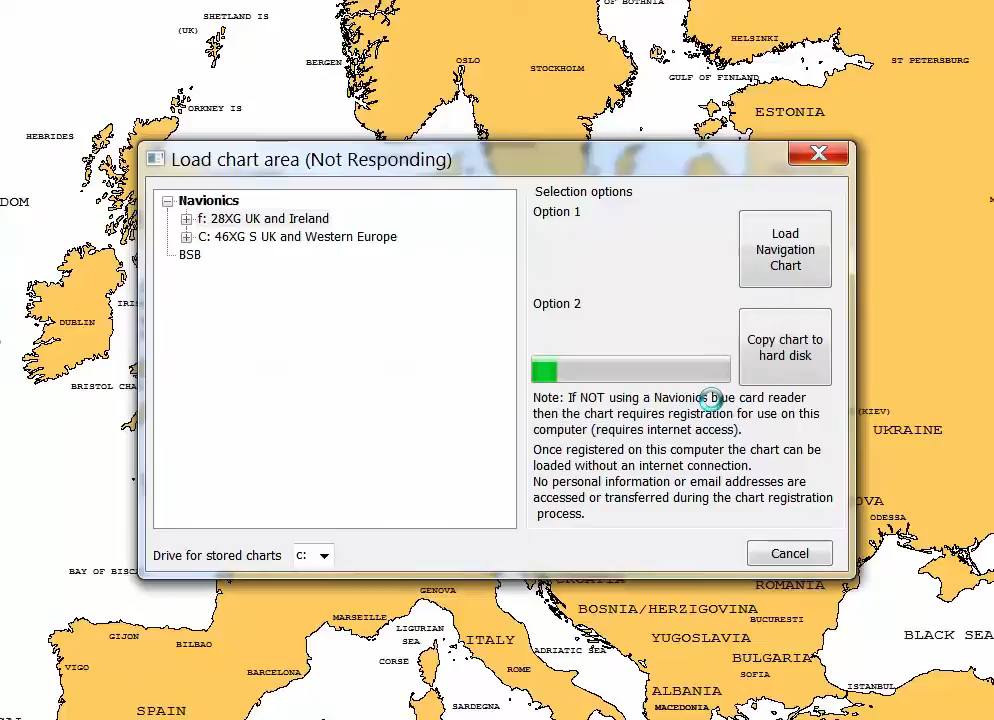 OF BOTHNIA
SHETLAND IS
(UK)
HELSINKI
BERGEN
OSLO
STOCKHOLM
ST PETERSBURG
GULF OF FINLAND
ORKNEY IS
ESTONIA
HEBRIDES
DOM
DUBLIN
IRIS
BRISTOL CHA
(KIEV)
UKRAINE
OVA
ODESSA
BAY OF BISC
Load chart area (Not Responding)
X
Navionics
f: 28XG UK and Ireland
C: 46XG S UK and Western Europe
BSB
Selection options
Option 1
Load
Navigation
Chart
Option 2
Copy chart to
hard disk
Note: If NOT using a Navionics blue card reader
then the chart requires registration for use on this
computer (requires internet access).
Once registered on this computer the chart can be
loaded without an internet connection.
No personal information or email addresses are
accessed or transferred during the chart registration
process.
Drive for stored charts
c:
Cancel
CROATIA
ROMANIA
GENOVA
BOSNIA/HERZIGOVINA
MARSEILLE
BUCURESTI
LIGURIAN
SEA
GIJON
BILBAO
ITALY
ADRIATIC SEA
YUGOSLAVIA
BLACK SEA
VIGO
BARCELONA
CORSE
ROME
BULGARIA
SOFIA
ISTANBUL
ALBANIA
SARDEGNA
MACEDONIA
SPAIN